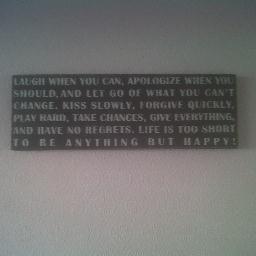 LAUGH WHEN YOU CAN, APOLOGIZE WHEN YOU
SHOULD, AND LET GO OF WHAT YOU CAN'T
CHANGE. KISS SLOWLY, FORGIVE QUICKLY,
PLAY HARD, TAKE CHANCES, GIVE EVERYTHING,
AND HAVE NO REGRETS. LIFE IS TOO SHORT
TO BE ANYTHING BUT HAPPY!